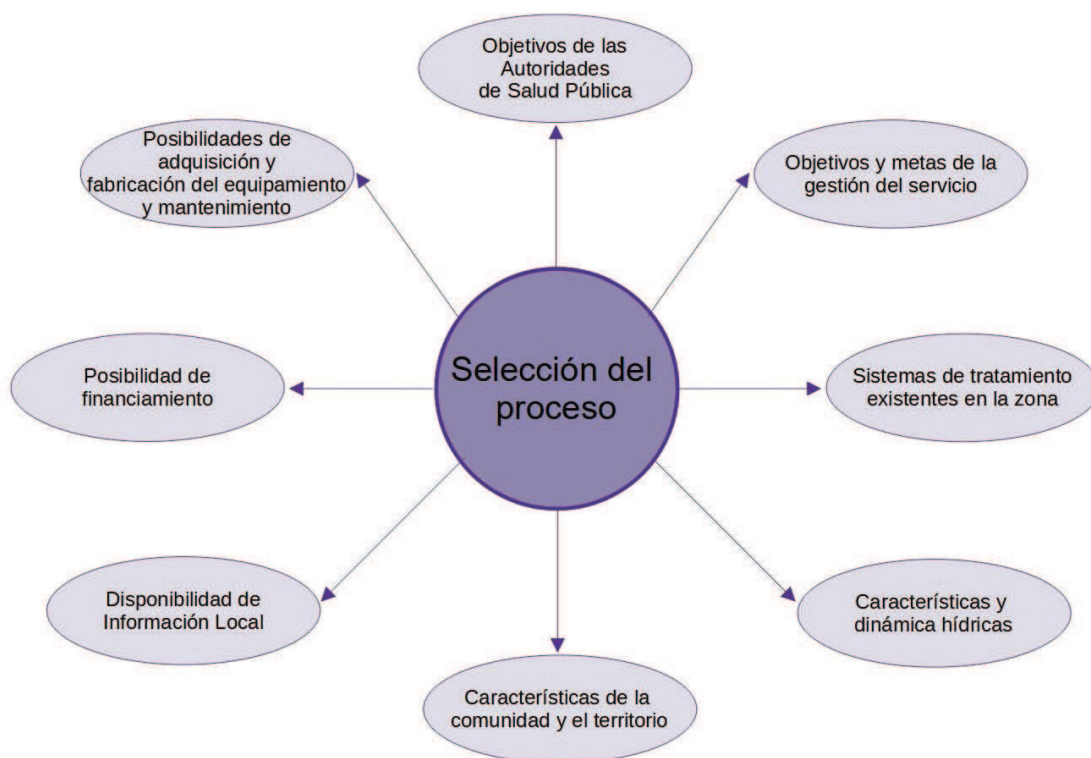 Objetivos de las
Autoridades
de Salud Pública
Posibilidades de
adquisición y
fabricación del equipamiento
y mantenimiento
Objetivos y metas de la
gestión del servicio
Selección del
proceso
Posibilidad de
financiamiento
Sistemas de tratamiento
existentes en la zona
Disponibilidad de
Información Local
Característícas y
dinámica hídricas
Característícas de la
comunidad y el territorio